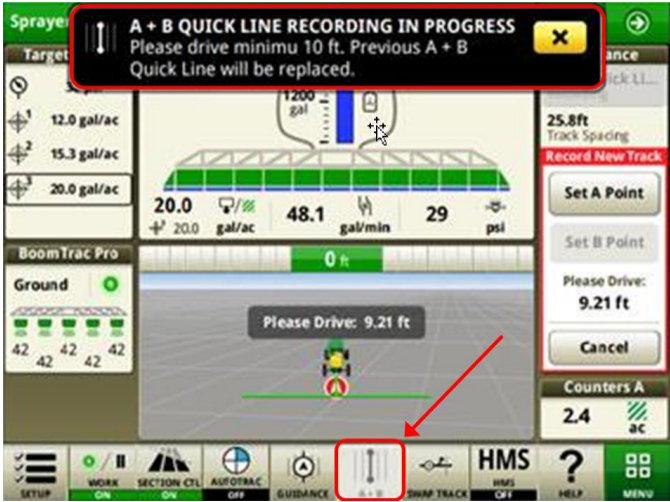 Sprayer
A + B QUICK LINE RECORDING IN PROGRESS
Please drive minimu 10 ft. Previous A + B
Quick Line will be replaced.
Target
12.0 gal/ac
15.3 gal/ac
20.0 gal/ac
1
2
3
1200
gal
20.0
20.0
gal/ac
48.1
gal/min
29
psi
25.8ft
Track Spacing
Record New Track
Set A Point
Set B Point
Please Drive:
9.21 ft
Cancel
BoomTrac Pro
Ground
42 42 42
42 42
0 ft
Please Drive: 9.21 ft
Counters A
2.4
ac
SETUP
WORK
ON
SECTION CTL
ON
AUTOTRAC
OFF
GUIDANCE
A + B
SWAP TRACK
HMS
HMS
OFF
?
HELP
MENU